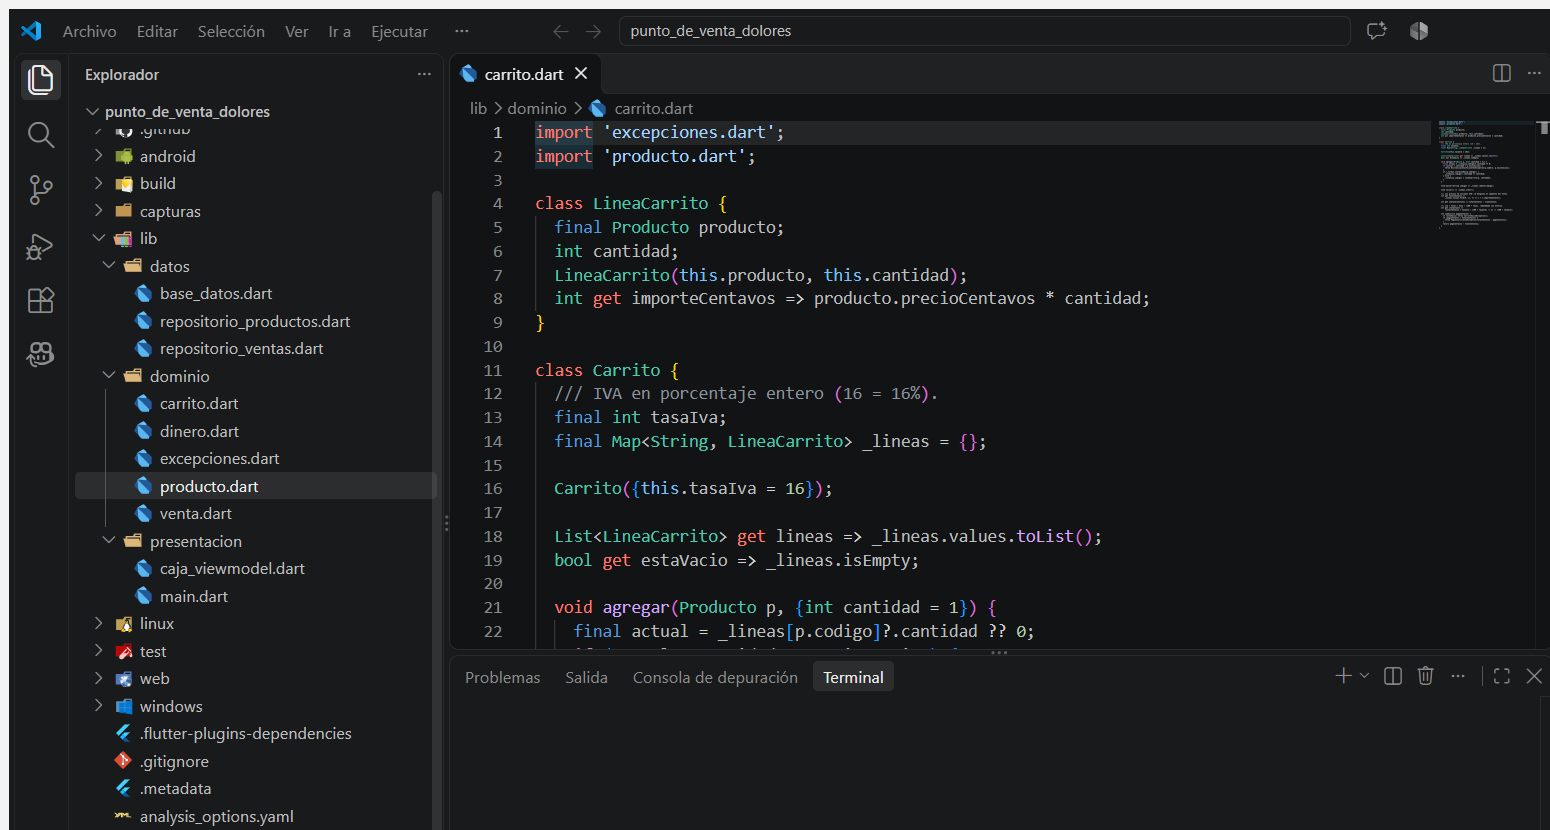 Archivo Editar Selección Ver Ir a Ejecutar ··· punto_de_venta_dolores
Explorador
punto_de_venta_dolores
.github
android
build
capturas
lib
datos
base_datos.dart
repositorio_productos.dart
repositorio_ventas.dart
dominio
carrito.dart
dinero.dart
excepciones.dart
producto.dart
venta.dart
presentacion
caja_viewmodel.dart
main.dart
linux
test
web
windows
.flutter-plugins-dependencies
.gitignore
.metadata
analysis_options.yaml
carrito.dart
lib > dominio > carrito.dart
1 import 'excepciones.dart';
2 import 'producto.dart';
3
4 class LineaCarrito {
5 final Producto producto;
6 int cantidad;
7 LineaCarrito(this.producto, this.cantidad);
8 int get importeCentavos => producto.precioCentavos * cantidad;
9 }
10
11 class Carrito {
12 /// IVA en porcentaje entero (16 = 16%).
13 final int tasaIva;
14 final Map<String, LineaCarrito> _lineas = {};
15
16 Carrito({this.tasaIva = 16});
17
18 List<LineaCarrito> get lineas => _lineas.values.toList();
19 bool get estaVacio => _lineas.isEmpty;
20
21 void agregar(Producto p, {int cantidad = 1}) {
22 final actual = _lineas[p.codigo]?.cantidad ?? 0;
Problemas Salida Consola de depuración Terminal